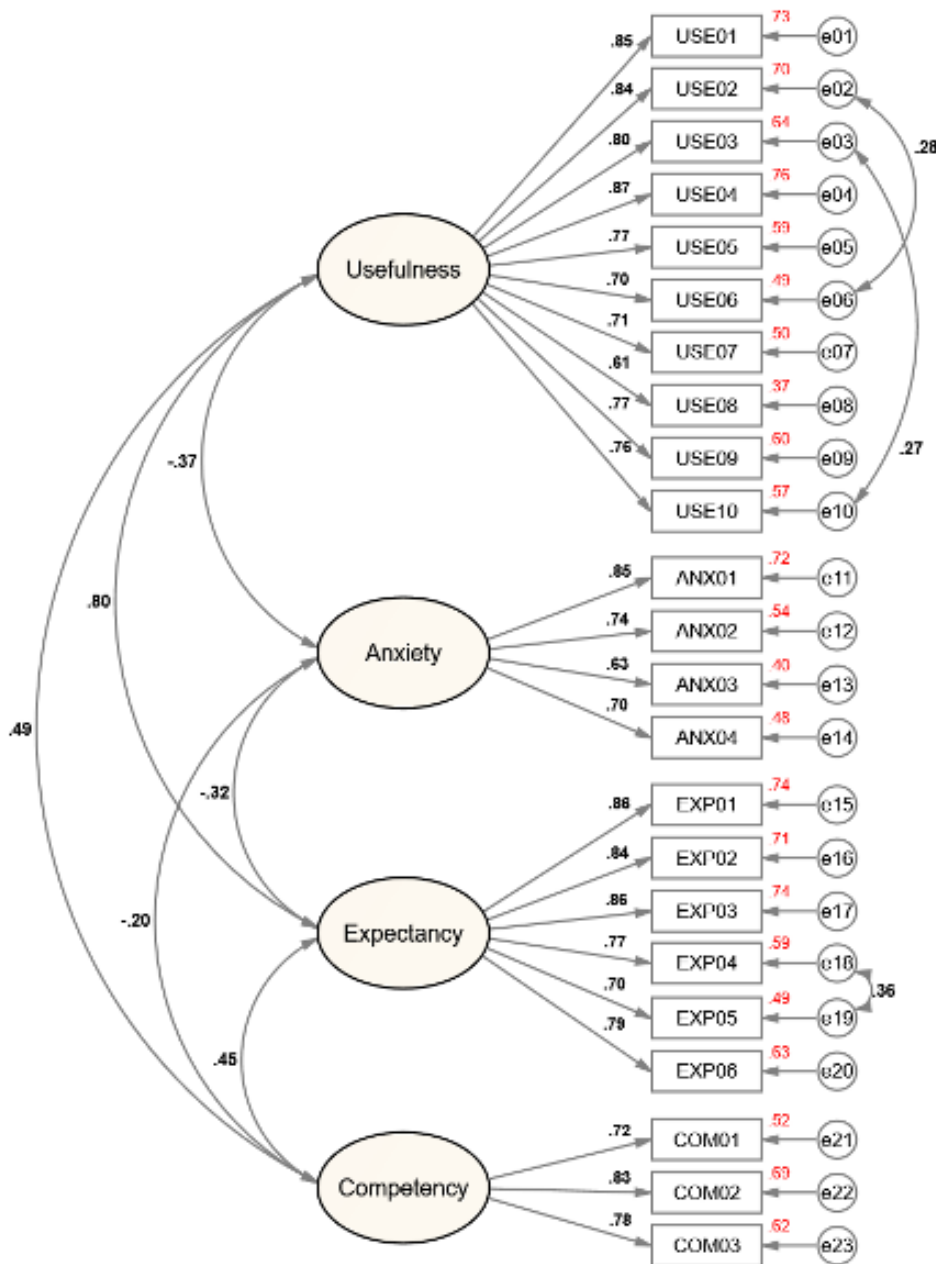 .73
.85 USE01 e01
.70
.84 USE02 e02
.64
.80 USE03 e03
.28
.76
.87 USE04 e04
.59
.77 USE05 e05
Usefulness
.49
.70 USE06 e06
.50
.71 USE07 e07
.37
.61 USE08 e08
.60
.77 USE09 e09
.27
-.37
.57
.76 USE10 e10
.72
.85 ANX01 e11
.80
.54
.74 ANX02 e12
Anxiety
.40
.63 ANX03 e13
.48
.70 ANX04 e14
.49
-.32
.74
.86 EXP01 e15
.71
.84 EXP02 e16
.74
.86 EXP03 e17
-.20
Expectancy
.59
.77 EXP04 e18
.36
.49
.70 EXP05 e19
.63
.79 EXP06 e20
.45
.52
.72 COM01 e21
Competency
.69
.83 COM02 e22
.62
.78 COM03 e23